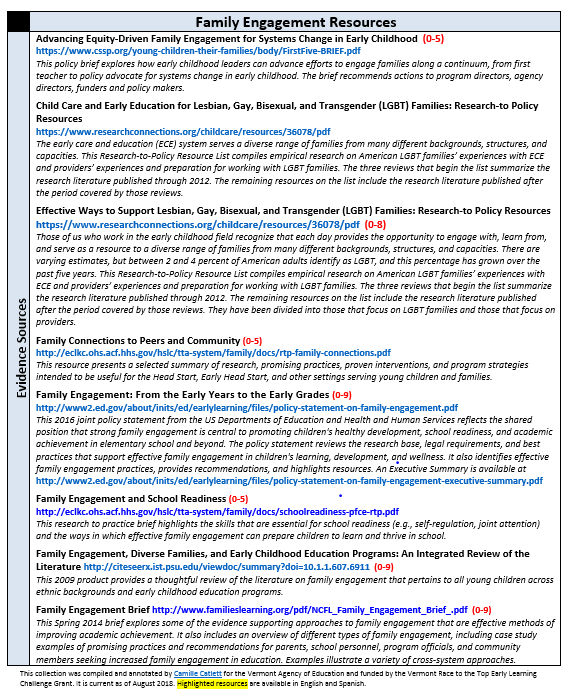 Family Engagement Resources
Evidence Sources
Advancing Equity-Driven Family Engagement for Systems Change in Early Childhood (0-5)
https://www.cssp.org/young-children-their-families/body/FirstFive-BRIEF.pdf
This policy brief explores how early childhood leaders can advance efforts to engage families along a continuum, from first
teacher to policy advocate for systems change in early childhood. The brief recommends actions to program directors, agency
directors, funders and policy makers.
Child Care and Early Education for Lesbian, Gay, Bisexual, and Transgender (LGBT) Families: Research-to Policy
Resources
https://www.researchconnections.org/childcare/resources/36078/pdf
The early care and education (ECE) system serves a diverse range of families from many different backgrounds, structures, and
capacities. This Research-to-Policy Resource List compiles empirical research on American LGBT families' experiences with ECE
and providers' experiences and preparation for working with LGBT families. The three reviews that begin the list summarize the
research literature published through 2012. The remaining resources on the list include the research literature published after
the period covered by those reviews.
Effective Ways to Support Lesbian, Gay, Bisexual, and Transgender (LGBT) Families: Research-to Policy Resources
https://www.researchconnections.org/childcare/resources/36078/pdf (0-8)
Those of us who work in the early childhood field recognize that each day provides the opportunity to engage with, learn from,
and serve as a resource to a diverse range of families from many different backgrounds, structures, and capacities. There are
varying estimates, but between 2 and 4 percent of American adults identify as LGBT, and this percentage has grown over the
past five years. This Research-to-Policy Resource List compiles empirical research on American LGBT families' experiences with
ECE and providers' experiences and preparation for working with LGBT families. The three reviews that begin the list summarize
the research literature published through 2012. The remaining resources on the list include the research literature published
after the period covered by those reviews. They have been divided into those that focus on LGBT families and those that focus on
providers.
Family Connections to Peers and Community (0-5)
http://eclkc.ohs.acf.hhs.gov/hslc/tta-system/family/docs/rtp-family-connections.pdf
This resource presents a selected summary of research, promising practices, proven interventions, and program strategies
intended to be useful for the Head Start, Early Head Start, and other settings serving young children and families.
Family Engagement: From the Early Years to the Early Grades (0-9)
http://www2.ed.gov/about/inits/ed/earlylearning/files/policy-statement-on-family-engagement.pdf
This 2016 joint policy statement from the US Departments of Education and Health and Human Services reflects the shared
position that strong family engagement is central to promoting children's healthy development, school readiness, and academic
achievement in elementary school and beyond. The policy statement reviews the research base, legal requirements, and best
practices that support effective family engagement in children's learning, development, and wellness. It also identifies effective
family engagement practices, provides recommendations, and highlights resources. An Executive Summary is available at
http://www2.ed.gov/about/inits/ed/earlylearning/files/policy-statement-on-family-engagement-executive-summary.pdf
Family Engagement and School Readiness (0-5)
http://eclkc.ohs.acf.hhs.gov/hslc/tta-system/family/docs/schoolreadiness-pfce-rtp.pdf
This research to practice brief highlights the skills that are essential for school readiness (e.g., self-regulation, joint attention)
and the ways in which effective family engagement can prepare children to learn and thrive in school.
Family Engagement, Diverse Families, and Early Childhood Education Programs: An Integrated Review of the
Literature http://citeseerx.ist.psu.edu/viewdoc/summary?doi=10.1.1.607.6911 (0-9)
This 2009 product provides a thoughtful review of the literature on family engagement that pertains to all young children across
ethnic backgrounds and early childhood education programs.
Family Engagement Brief http://www.familieslearning.org/pdf/NCFL_Family_Engagement_Brief_.pdf (0-9)
This Spring 2014 brief explores some of the evidence supporting approaches to family engagement that are effective methods of
improving academic achievement. It also includes an overview of different types of family engagement, including case study
examples of promising practices and recommendations for parents, school personnel, program officials, and community
members seeking increased family engagement in education. Examples illustrate a variety of cross-system approaches.
This collection was compiled and annotated by Camille Catlett for the Vermont Agency of Education and funded by the Vermont Race to the Top Early Learning
Challenge Grant. It is current as of August 2018. Highlighted resources are available in English and Spanish.